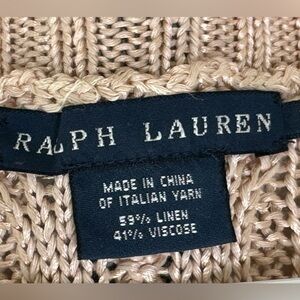 RALPH LAUREN
MADE IN CHINA
OF ITALIAN YARN
59% LINEN
41% VISCOSE